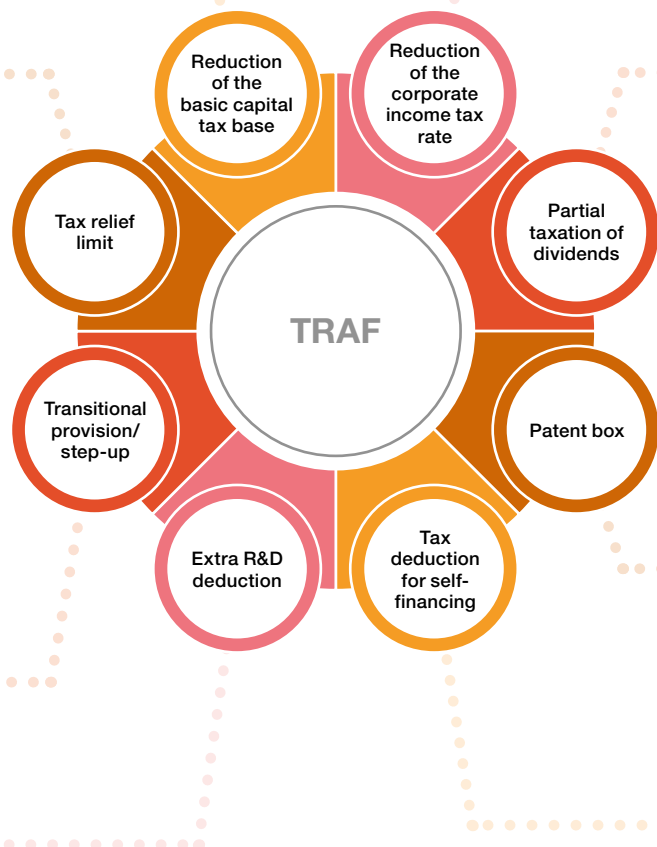 Reduction
of the
basic capital
tax base
Reduction
of the
corporate
income tax
rate
Tax relief
limit
Partial
taxation of
dividends
TRAF
Transitional
provision/
step-up
Patent box
Extra R&D
deduction
Tax
deduction
for self-
financing